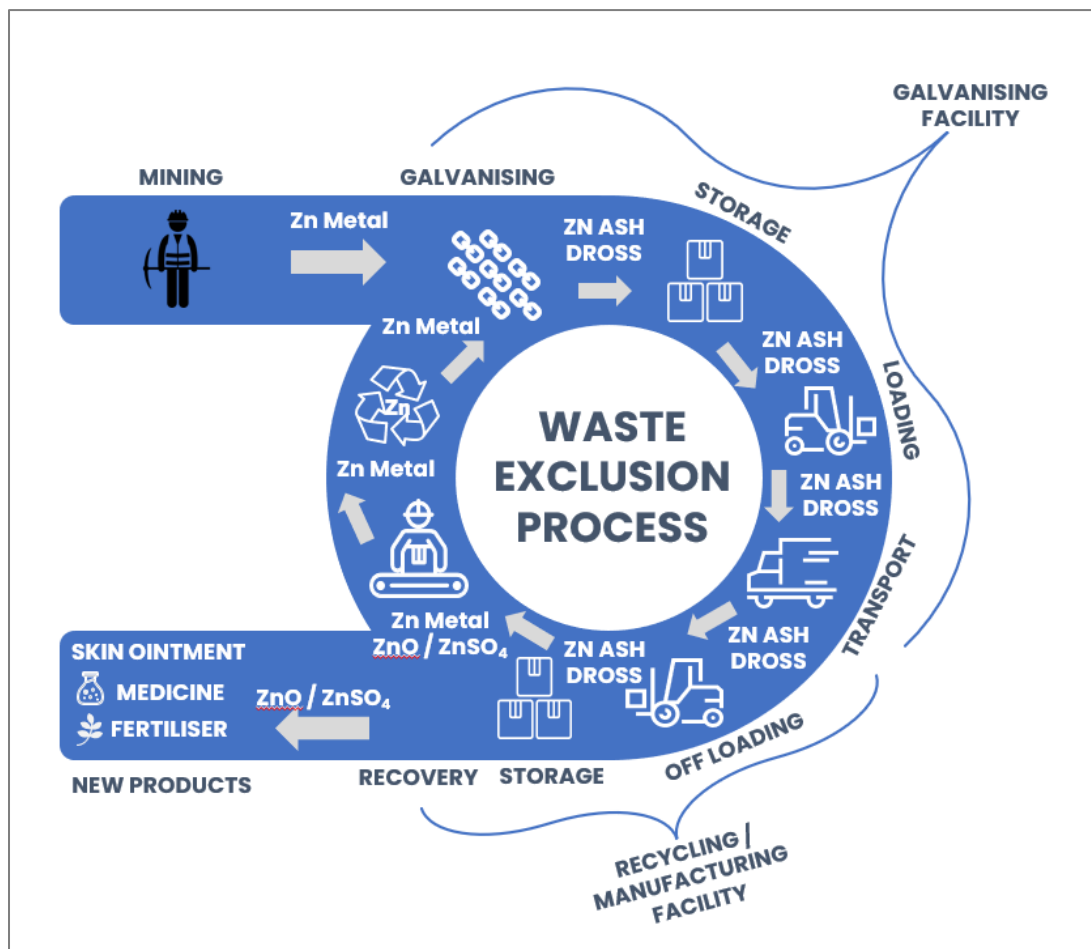 GALVANISING
FACILITY
MINING
GALVANISING
STORAGE
Zn Metal
ZN ASH
DROSS
Zn Metal
ZN ASH
DROSS
LOADING
Zn
WASTE
EXCLUSION
PROCESS
Zn Metal
ZN ASH
DROSS
TRANSPORT
Zn Metal
ZnO / ZnSO₄
ZN ASH
DROSS
ZN ASH
DROSS
SKIN OINTMENT
MEDICINE
FERTILISER
ZnO / ZnSO₄
OFF LOADING
NEW PRODUCTS
RECOVERY
STORAGE
RECYCLING /
MANUFACTURING
FACILITY